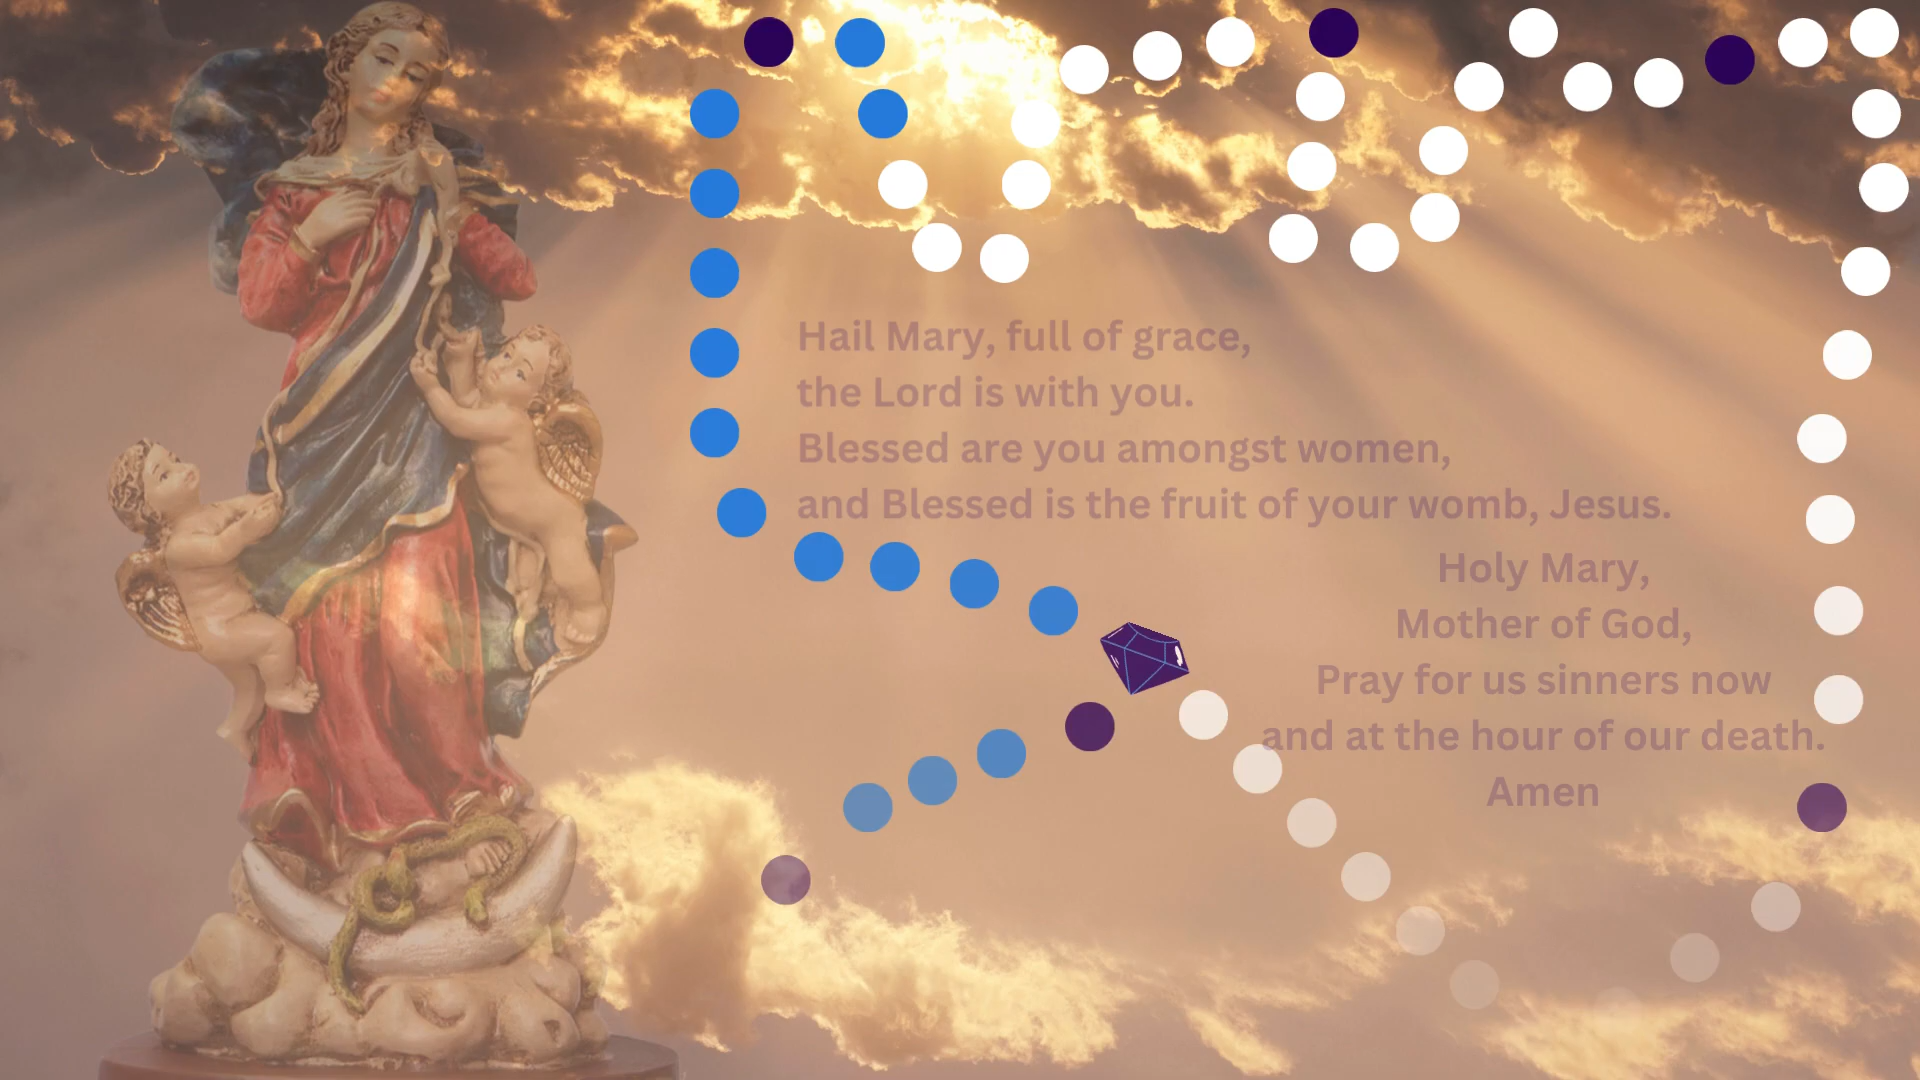 Hail Mary, full of grace,
the Lord is with you.
Blessed are you amongst women,
and Blessed is the fruit of your womb, Jesus.
Holy Mary,
Mother of God,
Pray for us sinners now
and at the hour of our death.
Amen